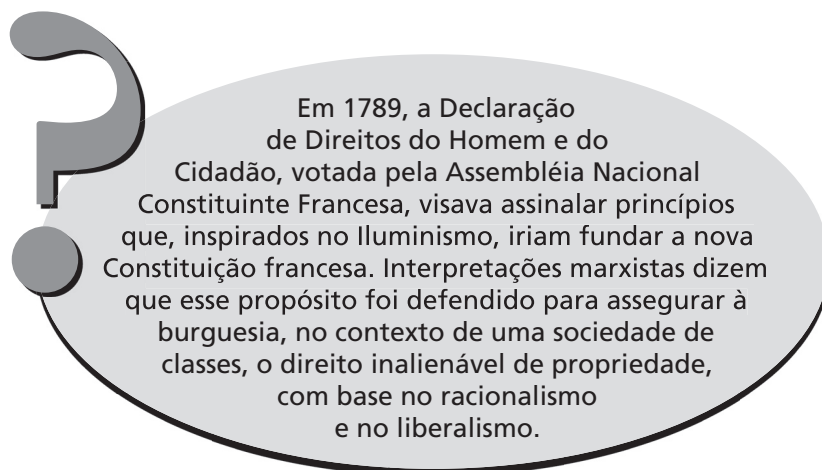 ?
Em 1789, a Declaração
de Direitos do Homem e do
Cidadão, votada pela Assembléia Nacional
Constituinte Francesa, visava assinalar princípios
que, inspirados no Iluminismo, iriam fundar a nova
Constituição francesa. Interpretações marxistas dizem
que esse propósito foi defendido para assegurar à
burguesia, no contexto de uma sociedade de
classes, o direito inalienável de propriedade,
com base no racionalismo
e no liberalismo.